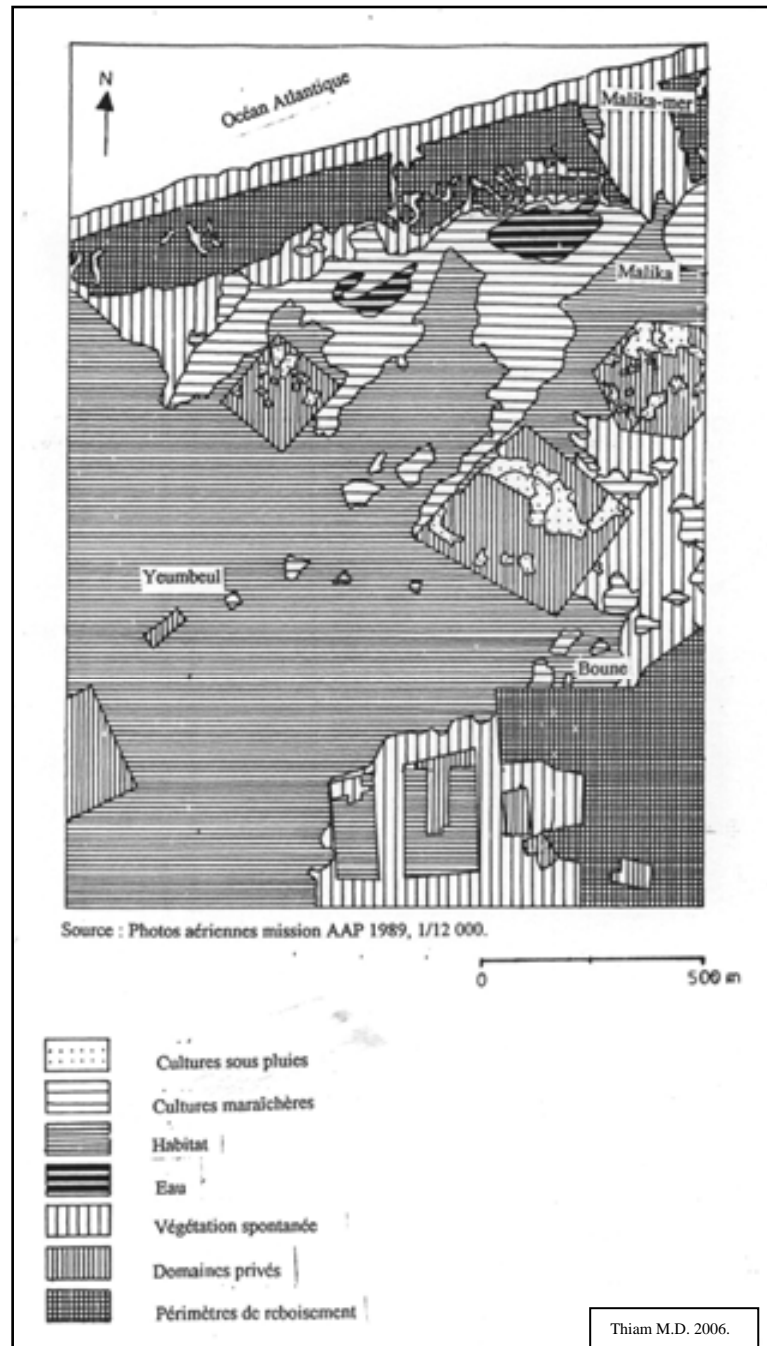 N
Océan Atlantique
Malika-mer
Malika
Yeumbeul
Boune
Source : Photos aériennes mission AAP 1989, 1/12 000.
0 500 m
Cultures sous pluies
Cultures maraîchères
Habitat
Eau
Végétation spontanée
Domaines privés
Périmètres de reboisement
Thiam M.D. 2006.